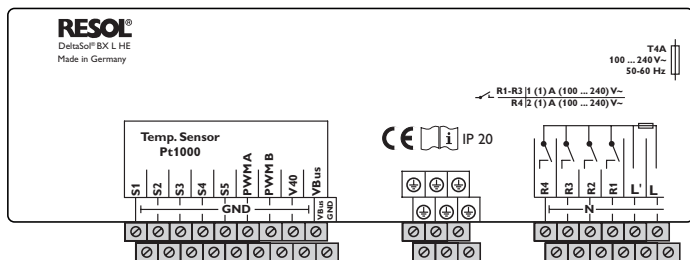 RESOL®
DeltaSol® BX L HE
Made in Germany
T4A
100 ... 240 V~
50-60 Hz
R1-R3 1 (1) A (100 ... 240) V~
R4 2 (1) A (100 ... 240) V~
Temp. Sensor
Pt1000
CE i IP 20
S1 S2 S3 S4 S5 PWM A PWM B V40 VBus
GND VBus GND
R4 R3 R2 R1 L' L
N